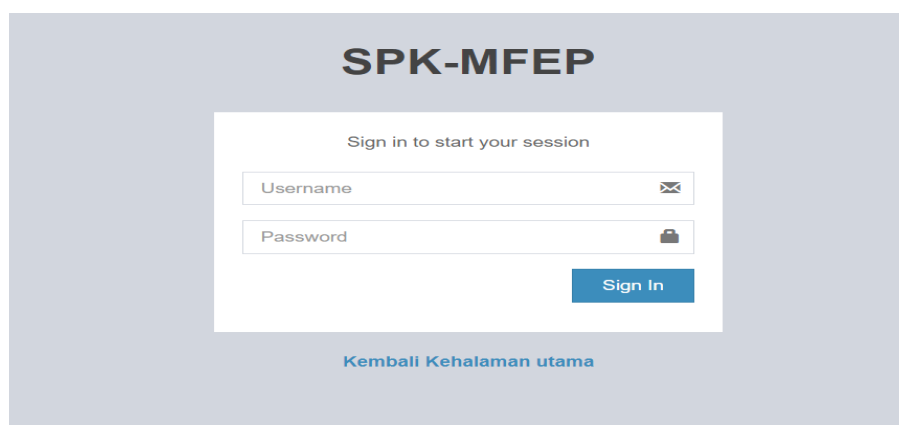 SPK-MFEP
Sign in to start your session
Username
Password
Sign In
Kembali Kehalaman utama